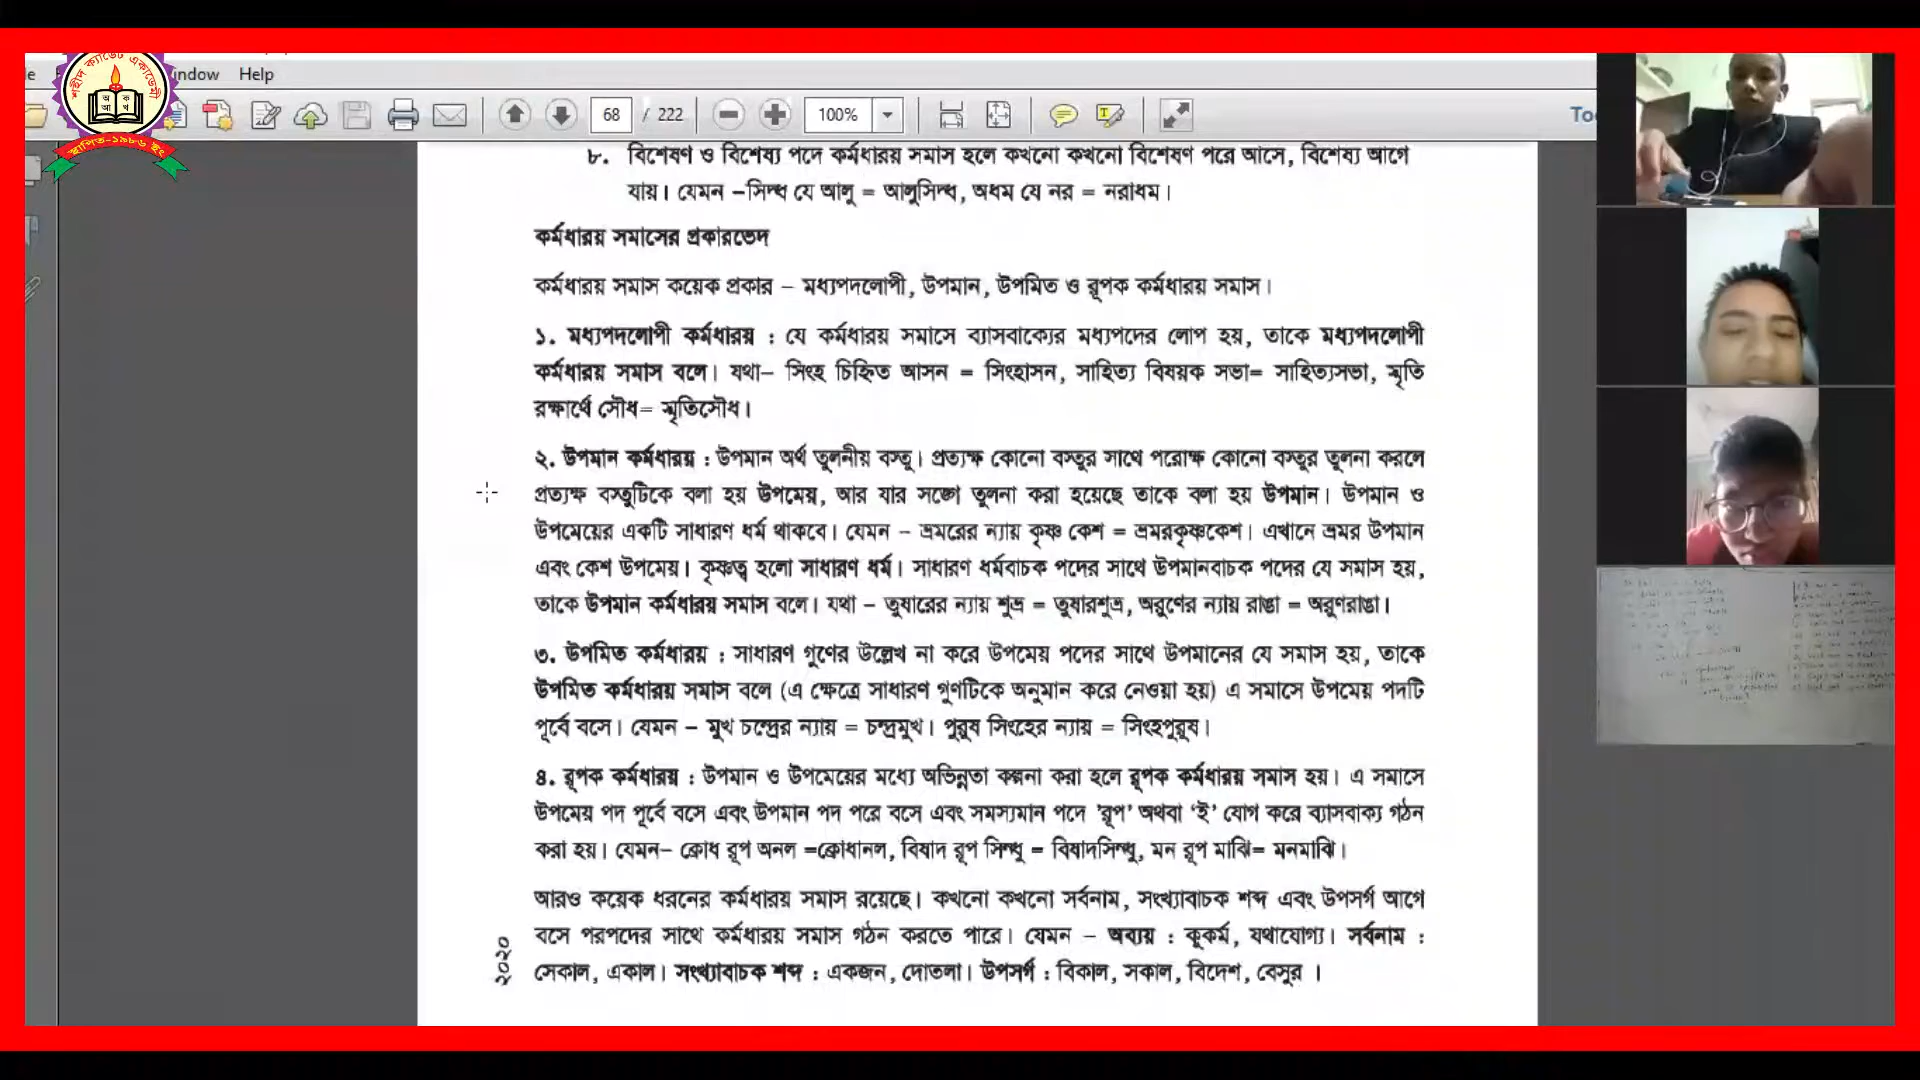 শহীদ ক্যাডেট একাডেমী
অ ক
আ খ
স্থাপিত-১৯৮৬ ইং
indow Help
68 / 222 100% Too
৮. বিশেষণ ও বিশেষ্য পদে কর্মধারয় সমাস হলে কখনো কখনো বিশেষণ পরে আসে, বিশেষ্য আগে
যায়। যেমন –সিদ্ধ যে আলু = আলুসিদ্ধ, অধম যে নর = নরাধম।
কর্মধারয় সমাসের প্রকারভেদ
কর্মধারয় সমাস কয়েক প্রকার – মধ্যপদলোপী, উপমান, উপমিত ও রূপক কর্মধারয় সমাস।
১. মধ্যপদলোপী কর্মধারয় : যে কর্মধারয় সমাসে ব্যাসবাক্যের মধ্যপদের লোপ হয়, তাকে মধ্যপদলোপী
কর্মধারয় সমাস বলে। যথা– সিংহ চিহ্নিত আসন = সিংহাসন, সাহিত্য বিষয়ক সভা= সাহিত্যসভা, স্মৃতি
রক্ষার্থে সৌধ= স্মৃতিসৌধ।
২. উপমান কর্মধারয় : উপমান অর্থ তুলনীয় বস্তু। প্রত্যক্ষ কোনো বস্তুর সাথে পরোক্ষ কোনো বস্তুর তুলনা করলে
প্রত্যক্ষ বস্তুটিকে বলা হয় উপমেয়, আর যার সঙ্গে তুলনা করা হয়েছে তাকে বলা হয় উপমান। উপমান ও
উপমেয়ের একটি সাধারণ ধর্ম থাকবে। যেমন – ভ্রমরের ন্যায় কৃষ্ণ কেশ = ভ্রমরকৃষ্ণকেশ। এখানে ভ্রমর উপমান
এবং কেশ উপমেয়। কৃষ্ণত্ব হলো সাধারণ ধর্ম। সাধারণ ধর্মবাচক পদের সাথে উপমানবাচক পদের যে সমাস হয়,
তাকে উপমান কর্মধারয় সমাস বলে। যথা – তুষারের ন্যায় শুভ্র = তুষারশুভ্র, অরুণের ন্যায় রাঙা = অরুণরাঙা।
৩. উপমিত কর্মধারয় : সাধারণ গুণের উল্লেখ না করে উপমেয় পদের সাথে উপমানের যে সমাস হয়, তাকে
উপমিত কর্মধারয় সমাস বলে (এ ক্ষেত্রে সাধারণ গুণটিকে অনুমান করে নেওয়া হয়) এ সমাসে উপমেয় পদটি
পূর্বে বসে। যেমন – মুখ চন্দ্রের ন্যায় = চন্দ্রমুখ। পুরুষ সিংহের ন্যায় = সিংহপুরুষ।
৪. রূপক কর্মধারয় : উপমান ও উপমেয়ের মধ্যে অভিন্নতা কল্পনা করা হলে রূপক কর্মধারয় সমাস হয়। এ সমাসে
উপমেয় পদ পূর্বে বসে এবং উপমান পদ পরে বসে এবং সমস্যমান পদে 'রূপ' অথবা 'ই' যোগ করে ব্যাসবাক্য গঠন
করা হয়। যেমন– ক্রোধ রূপ অনল =ক্রোধানল, বিষাদ রূপ সিন্ধু = বিষাদসিন্ধু, মন রূপ মাঝি= মনমাঝি।
আরও কয়েক ধরনের কর্মধারয় সমাস রয়েছে। কখনো কখনো সর্বনাম, সংখ্যাবাচক শব্দ এবং উপসর্গ আগে
বসে পরপদের সাথে কর্মধারয় সমাস গঠন করতে পারে। যেমন – অব্যয় : কুকর্ম, যথাযোগ্য। সর্বনাম :
সেকাল, একাল। সংখ্যাবাচক শব্দ : একজন, দোতলা। উপসর্গ : বিকাল, সকাল, বিদেশ, বেসুর ।
২০২০